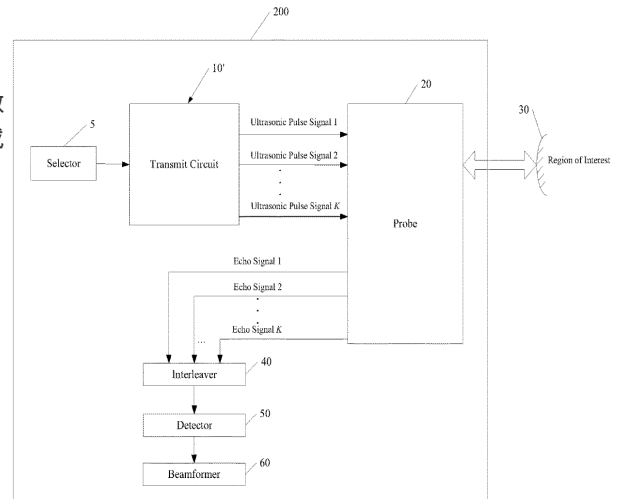 200
10'
20
30
5
Selector
Transmit Circuit
Ultrasonic Pulse Signal 1
Ultrasonic Pulse Signal 2
Ultrasonic Pulse Signal K
Probe
Region of Interest
Echo Signal 1
Echo Signal 2
Echo Signal K
...
Interleaver
40
Detector
50
Beamformer
60